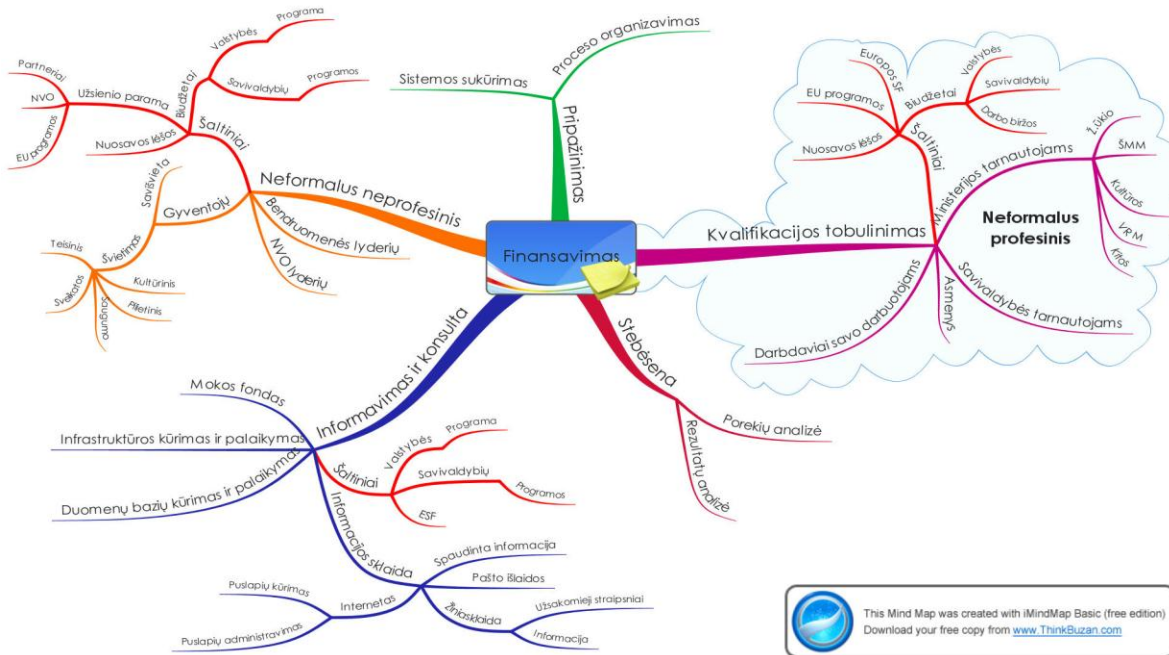 Finansavimas
Pripažinimas
Sistemos sukūrimas
Proceso organizavimas
Kvalifikacijos tobulinimas
Neformalus
profesinis
Šaltiniai
Nuosavos lėšos
EU programos
Europos SF
Biudžetai
Valstybės
Savivaldybių
Darbo biržos
Ministerijos tarnautojams
Ž.ūkio
ŠMM
Kultūros
VRM
Kitos
Savivaldybės tarnautojams
Asmenys
Darbdaviai savo darbuotojams
Stebėsena
Porekių analizė
Rezultatų analizė
Informavimas ir konsulta
Mokos fondas
Infrastruktūros kūrimas ir palaikymas
Duomenų bazių kūrimas ir palaikymas
Šaltiniai
Valstybės
Programa
Savivaldybių
Programos
ESF
Informacijos sklaida
Spaudinta informacija
Pašto išlaidos
Žiniasklaida
Užsakomieji straipsniai
Informacija
Internetas
Puslapių kūrimas
Puslapių administravimas
Neformalus neprofesinis
Šaltiniai
Biudžetai
Valstybės
Programa
Savivaldybių
Programos
Užsienio parama
Partneriai
NVO
EU programos
Nuosavos lėšos
Gyventojų
Savišvieta
Švietimas
Teisinis
Sveikatos
Saugumo
Pilietinis
Kultūrinis
Bendruomenės lyderių
NVO lyderių
This Mind Map was created with iMindMap Basic (free edition)
Download your free copy from www.ThinkBuzan.com